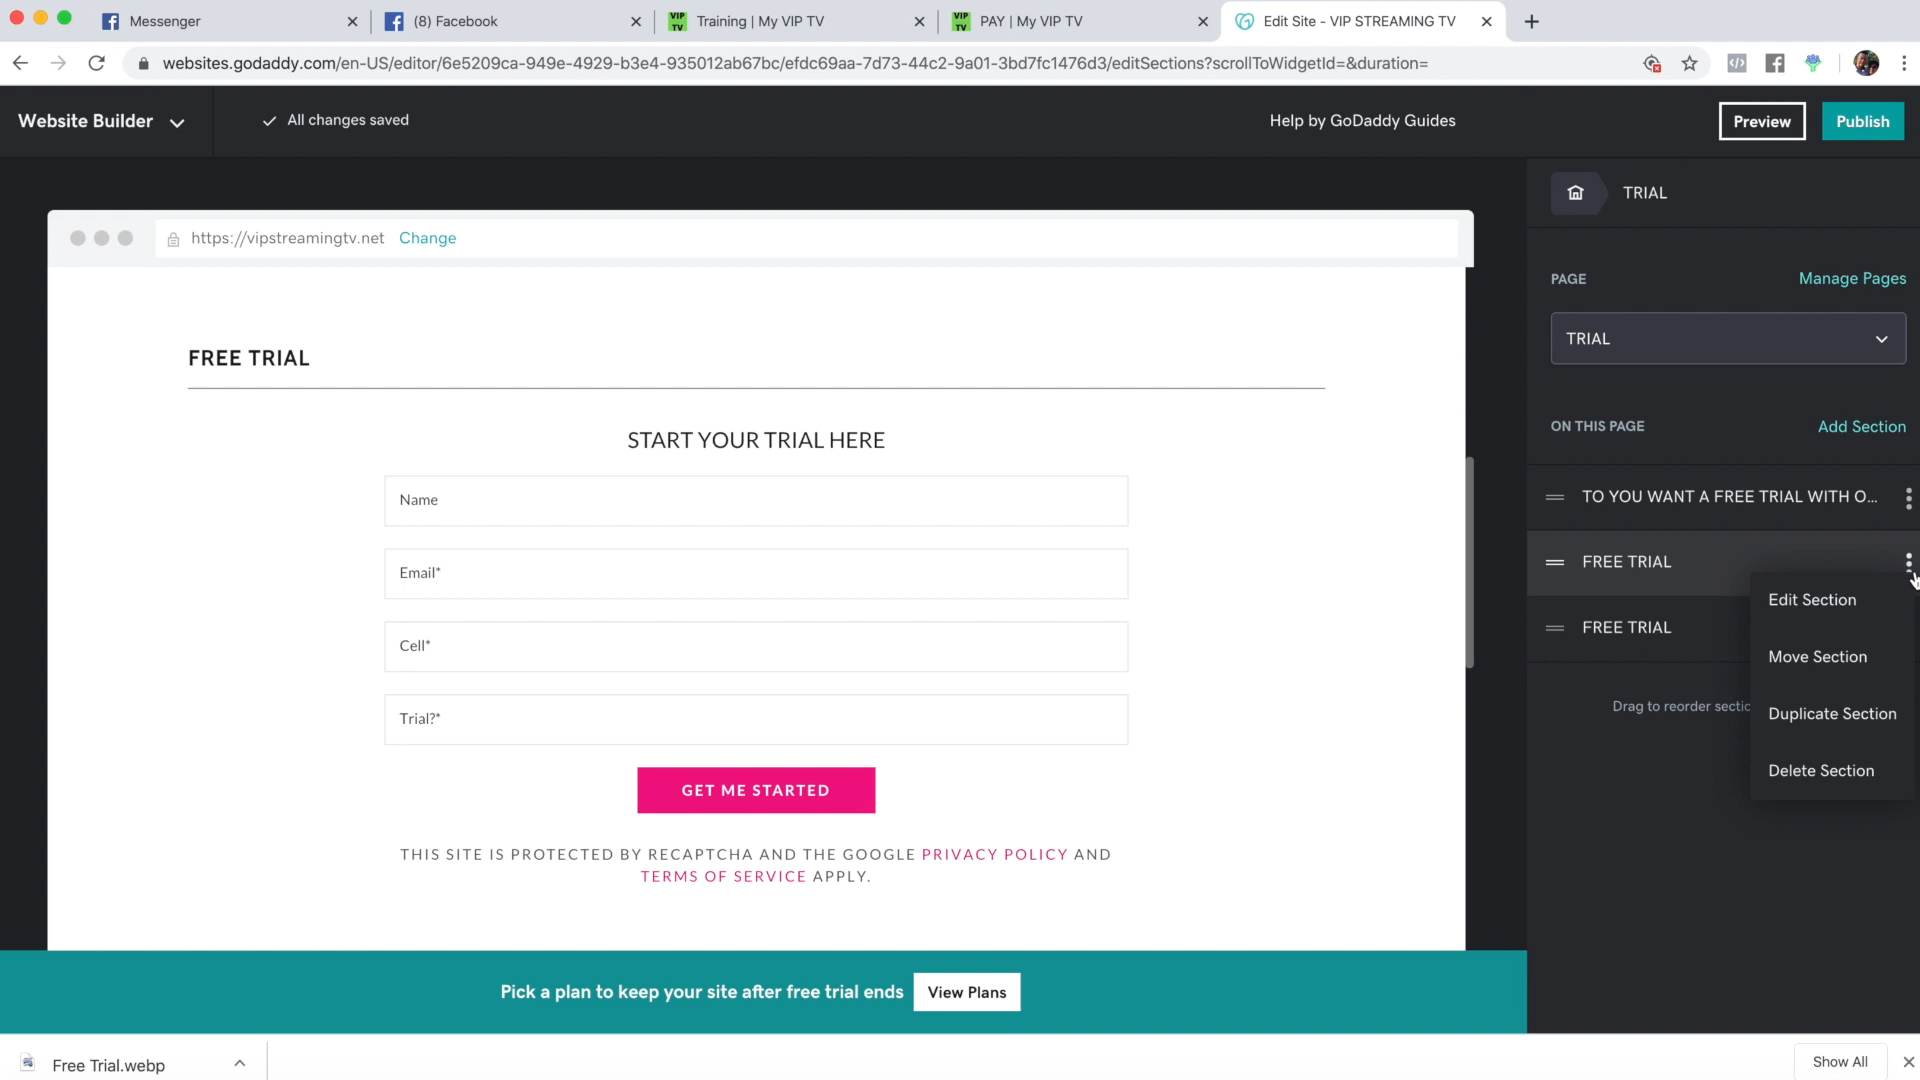 Messenger
(8) Facebook
VIP TV
Training | My VIP TV
VIP TV
PAY | My VIP TV
Edit Site - VIP STREAMING TV
websites.godaddy.com/en-US/editor/6e5209ca-949e-4929-b3e4-935012ab67bc/efdc69aa-7d73-44c2-9a01-3bd7fc1476d3/editSections?scrollToWidgetId=&duration=
Website Builder
All changes saved
Help by GoDaddy Guides
Preview
Publish
TRIAL
https://vipstreamingtv.net Change
PAGE
Manage Pages
TRIAL
FREE TRIAL
ON THIS PAGE
Add Section
START YOUR TRIAL HERE
Name
Email*
Cell*
Trial?*
GET ME STARTED
THIS SITE IS PROTECTED BY RECAPTCHA AND THE GOOGLE PRIVACY POLICY AND
TERMS OF SERVICE APPLY.
TO YOU WANT A FREE TRIAL WITH O...
FREE TRIAL
FREE TRIAL
Edit Section
Move Section
Duplicate Section
Delete Section
Drag to reorder sectio
Pick a plan to keep your site after free trial ends
View Plans
Free Trial.webp
Show All